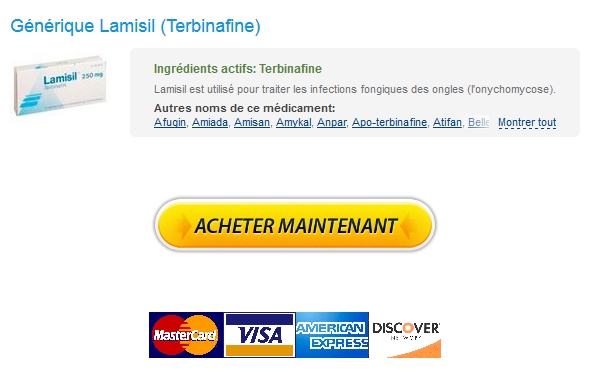 Générique Lamisil (Terbinafine)
Lamisil 250 mg
Terbinafine
Ingrédients actifs: Terbinafine
Lamisil est utilisé pour traiter les infections fongiques des ongles (l'onychomycose).
Autres noms de ce médicament:
Afugin, Amiada, Amisan, Amykal, Anpar, Apo-terbinafine, Atifan, Belle Montrer tout
ACHETER MAINTENANT
MasterCard VISA AMERICAN EXPRESS DISCOVER NETWORK